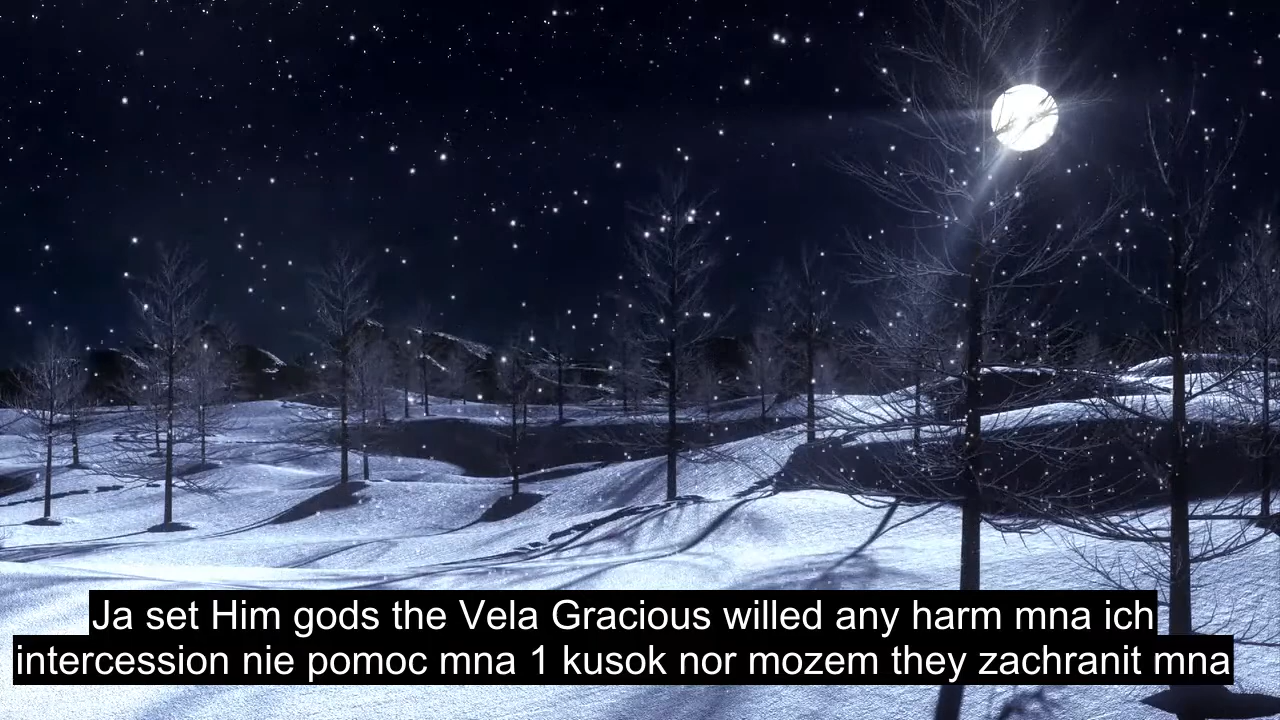 Ja set Him gods the Vela Gracious willed any harm mna ich
intercession nie pomoc mna 1 kusok nor mozem they zachranit mna